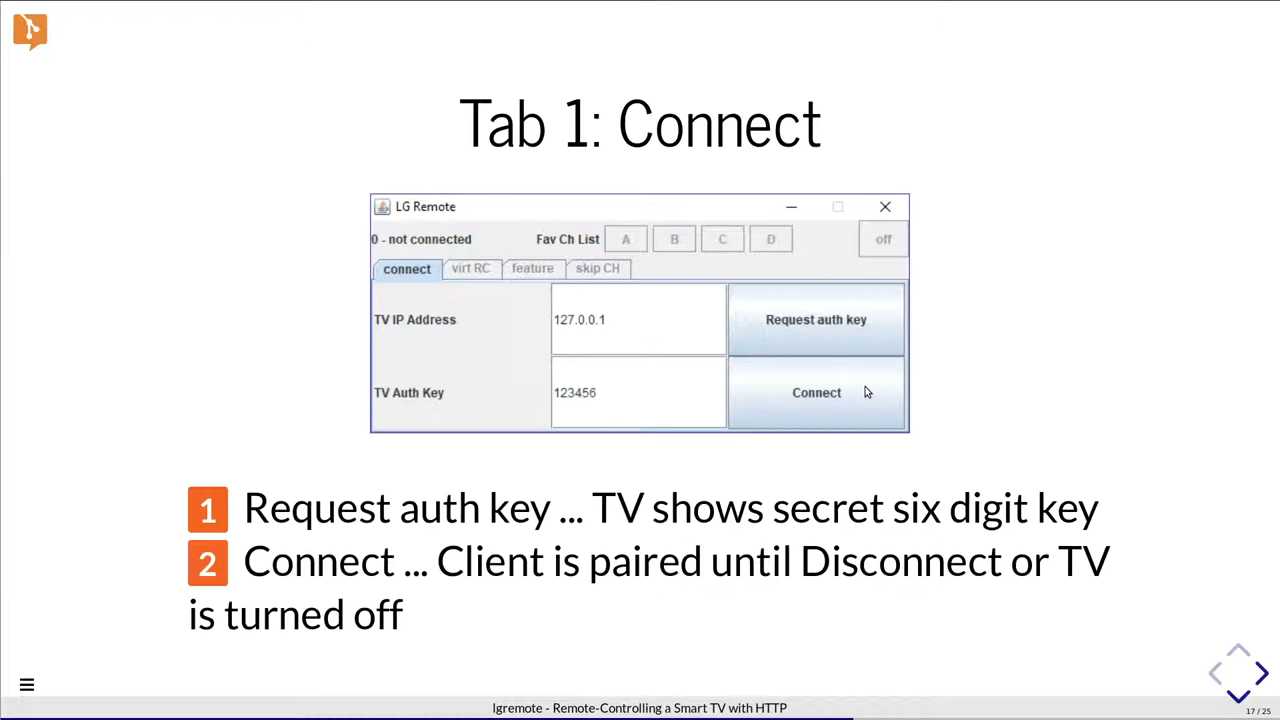 Tab 1: Connect
LG Remote
0 - not connected Fav Ch List A B C D off
connect virt RC feature skip CH
TV IP Address 127.0.0.1 Request auth key
TV Auth Key 123456 Connect
1 Request auth key ... TV shows secret six digit key
2 Connect ... Client is paired until Disconnect or TV
is turned off
lgremote - Remote-Controlling a Smart TV with HTTP
17 / 25